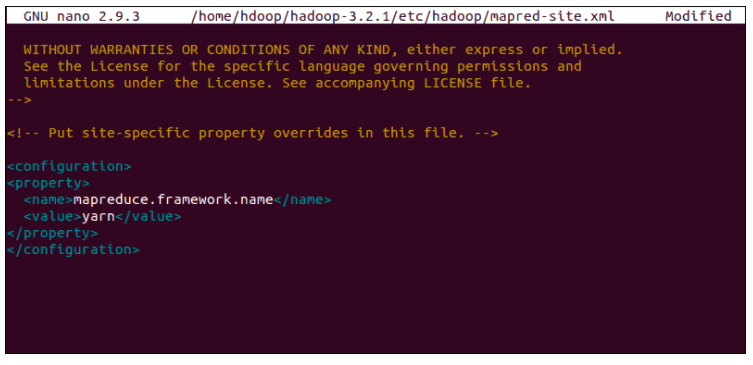 GNU nano 2.9.3 /home/hdoop/hadoop-3.2.1/etc/hadoop/mapred-site.xml Modified
WITHOUT WARRANTIES OR CONDITIONS OF ANY KIND, either express or implied.
See the License for the specific language governing permissions and
limitations under the License. See accompanying LICENSE file.
-->
<!-- Put site-specific property overrides in this file. -->
<configuration>
<property>
<name>mapreduce.framework.name</name>
<value>yarn</value>
</property>
</configuration>